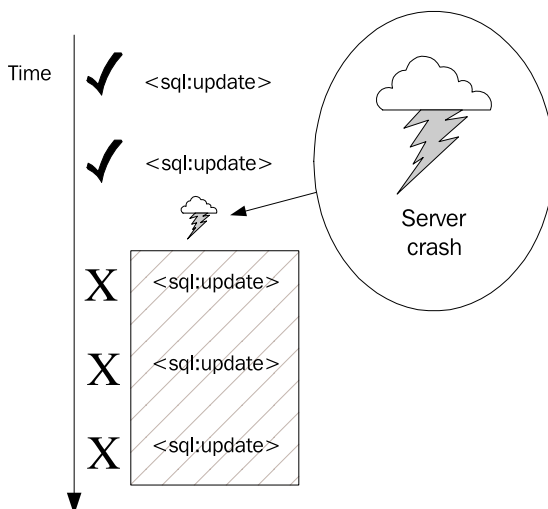 Time
<sql:update>
<sql:update>
Server
crash
X
<sql:update>
X
<sql:update>
X
<sql:update>